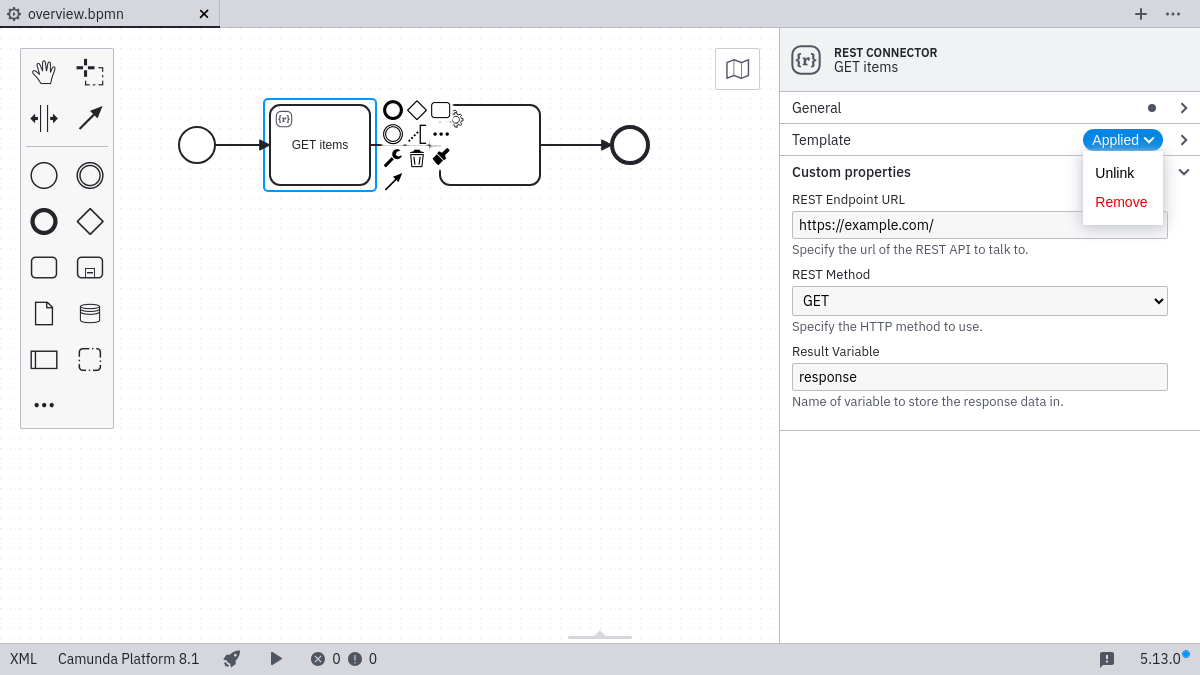 overview.bpmn
{r}
GET items
{r}
REST CONNECTOR
GET items
General
Template
Applied
Unlink
Remove
Custom properties
REST Endpoint URL
https://example.com/
Specify the url of the REST API to talk to.
REST Method
GET
Specify the HTTP method to use.
Result Variable
response
Name of variable to store the response data in.
XML
Camunda Platform 8.1
0
0
5.13.0